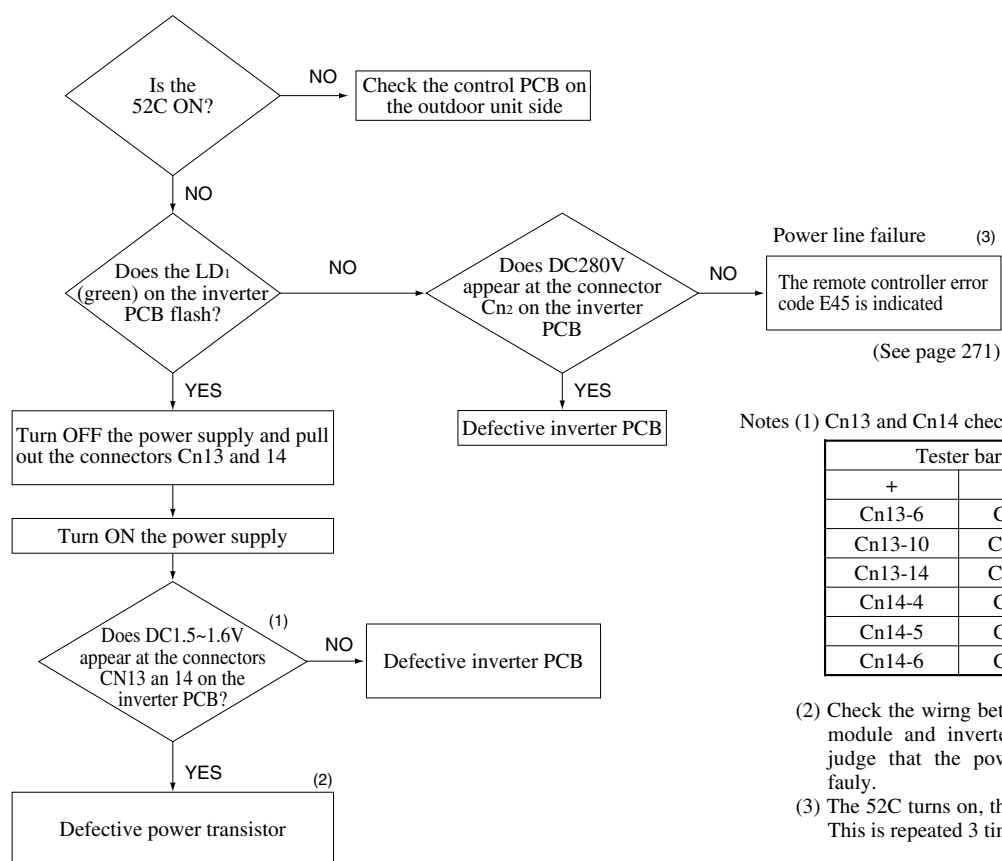 Is the
52C ON?
NO
Check the control PCB on
the outdoor unit side
NO
Does the LD1
(green) on the inverter
PCB flash?
NO
Does DC280V
appear at the connector
Cn2 on the inverter
PCB
NO
Power line failure (3)
The remote controller error
code E45 is indicated
(See page 271)
YES
YES
Defective inverter PCB
Turn OFF the power supply and pull
out the connectors Cn13 and 14
Turn ON the power supply
Does DC1.5~1.6V
appear at the connectors
CN13 an 14 on the
inverter PCB?
(1)
NO
Defective inverter PCB
YES
(2)
Defective power transistor
Notes (1) Cn13 and Cn14 chec
Tester bar
+
Cn13-6 C
Cn13-10 C
Cn13-14 C
Cn14-4 C
Cn14-5 C
Cn14-6 C
(2) Check the wirng bet
module and inverte
judge that the pow
fauly.
(3) The 52C turns on, th
This is repeated 3 tin